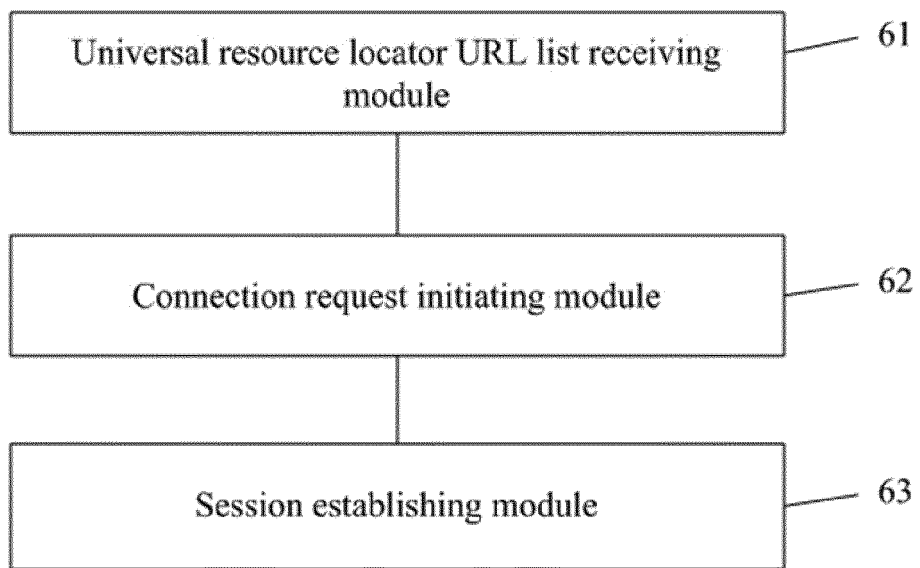 Universal resource locator URL list receiving
module
61
Connection request initiating module
62
Session establishing module
63